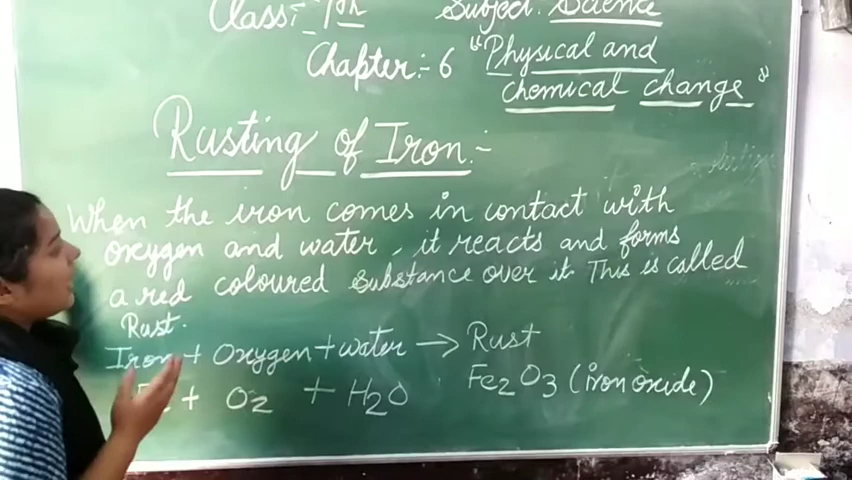 Class:- 7th Subject: Science
Chapter:- 6 "Physical and
chemical change"
Rusting of Iron:-
When the iron comes in contact with
oxygen and water, it reacts and forms
a red coloured substance over it. This is called
Rust.
Iron + Oxygen + water → Rust
+ O2 + H2O Fe2O3 (iron oxide)